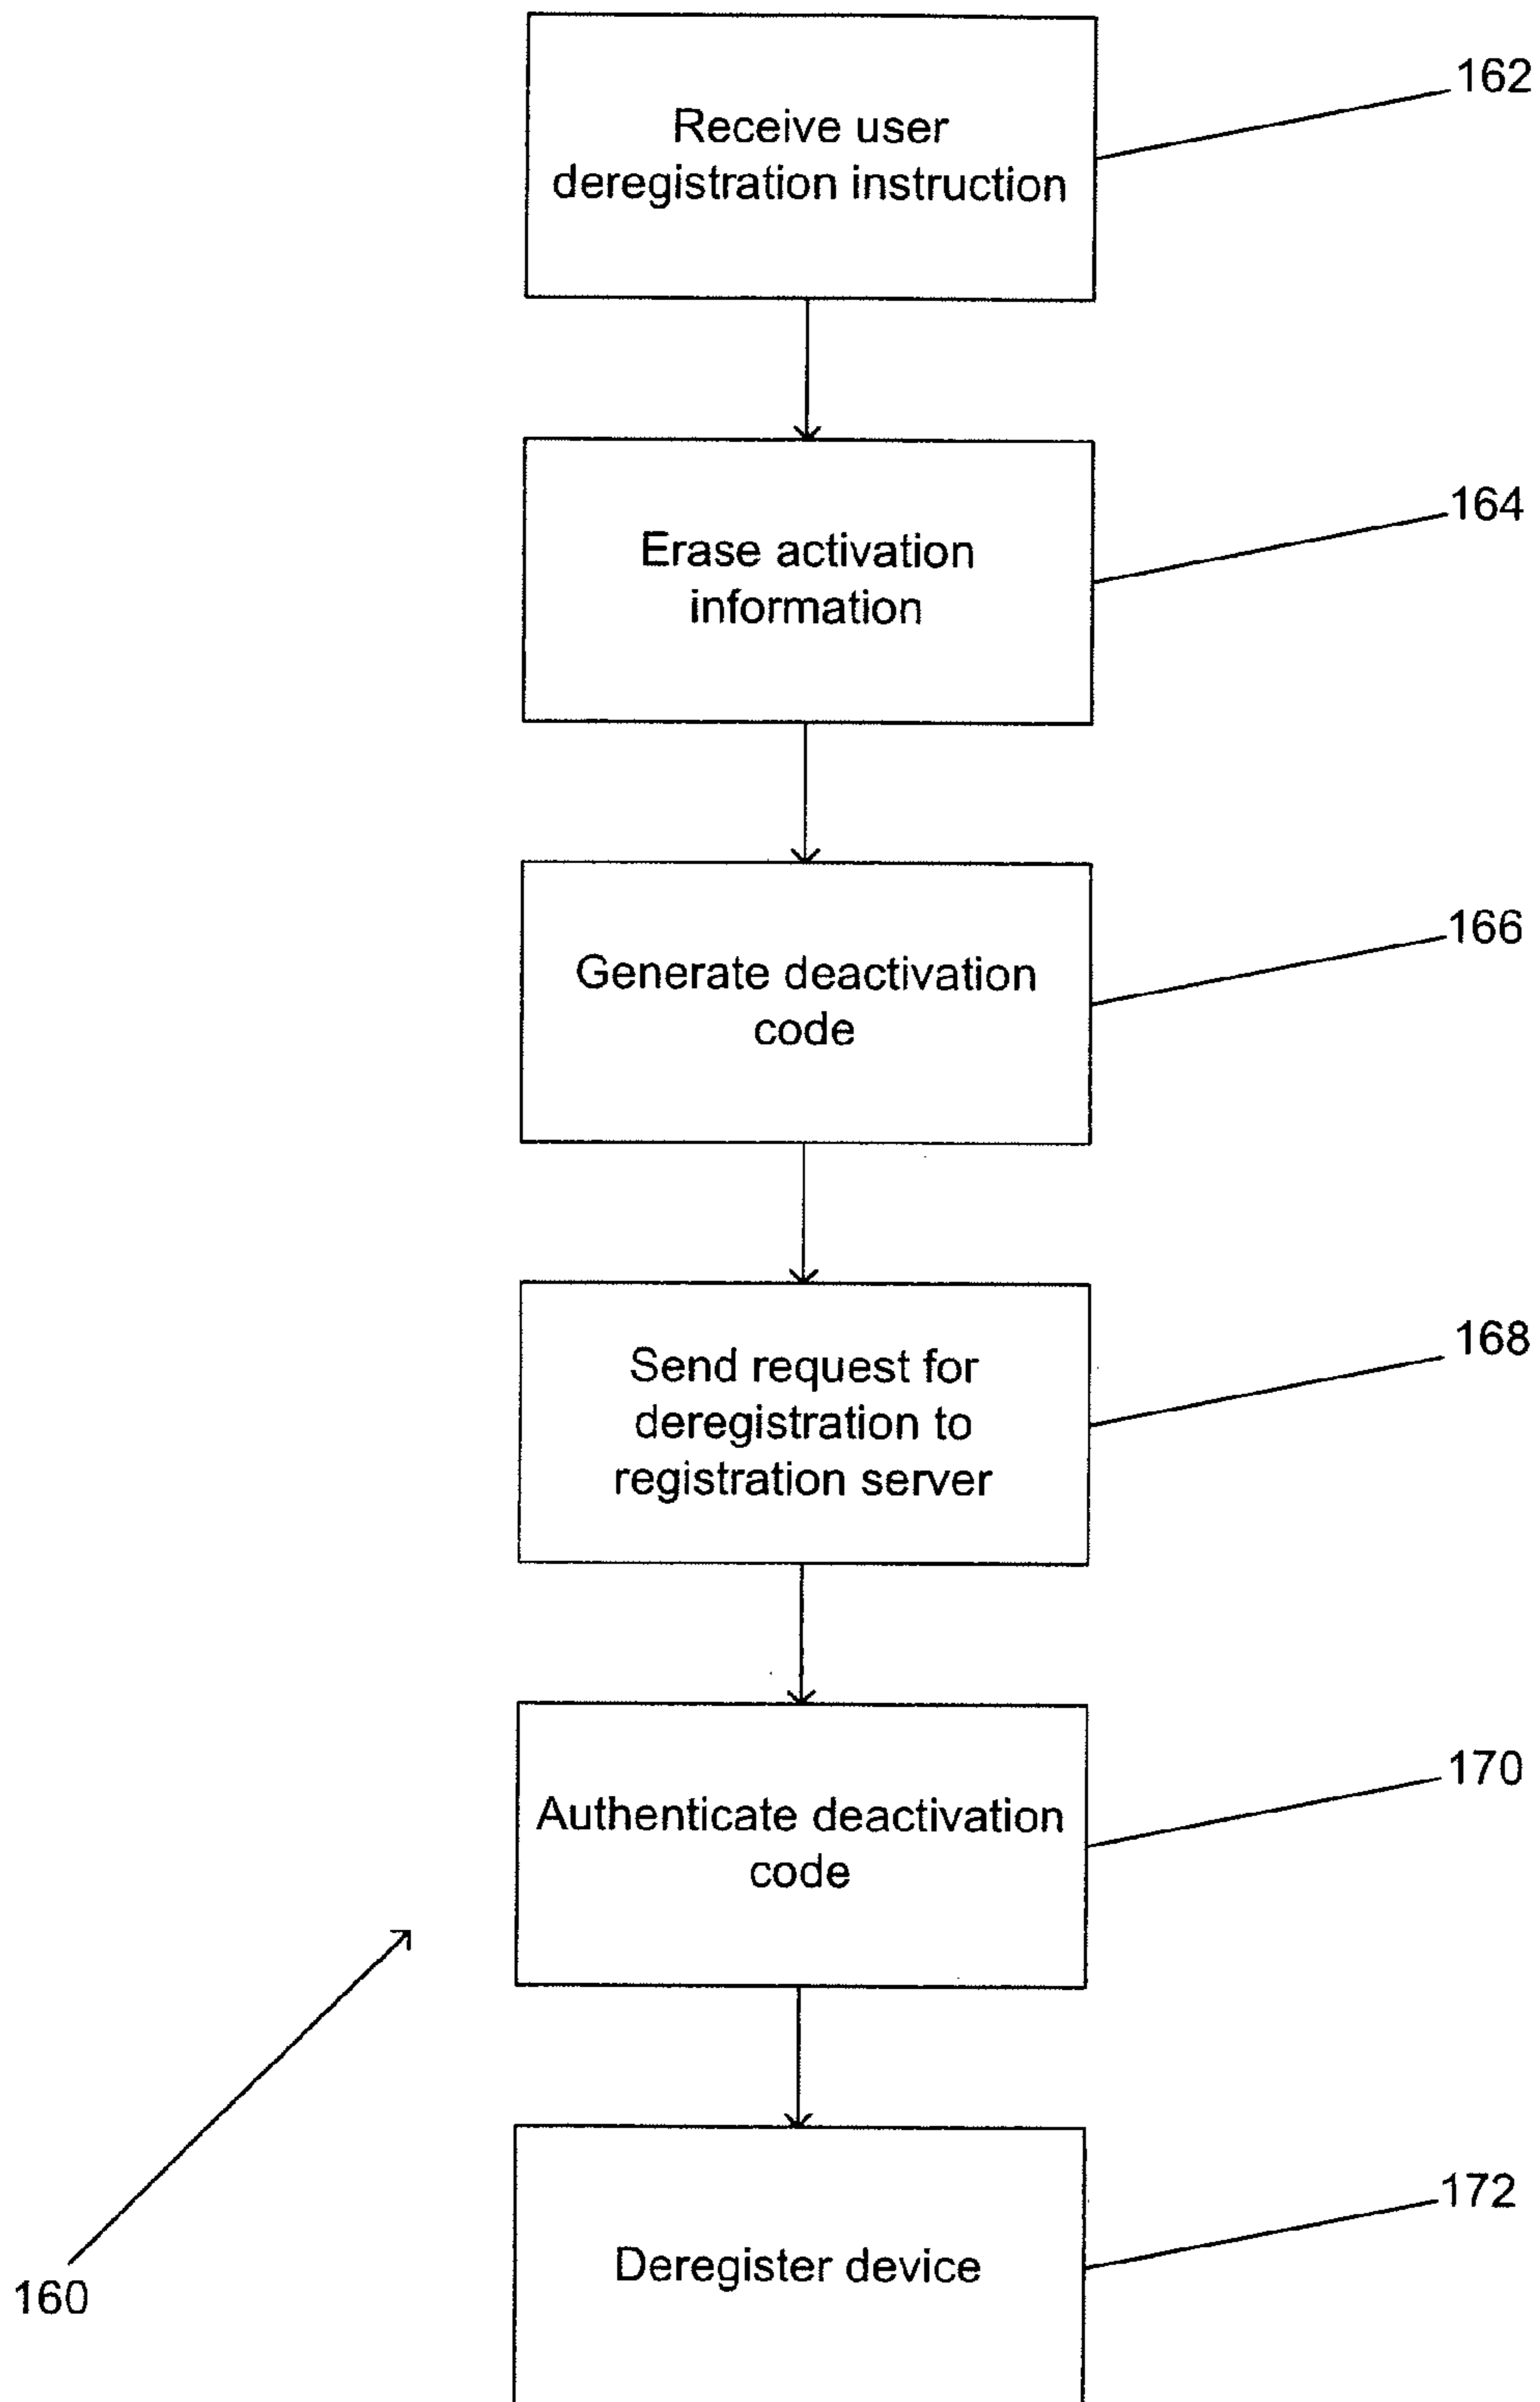 162
Receive user
deregistration instruction
164
Erase activation
information
166
Generate deactivation
code
168
Send request for
deregistration to
registration server
170
Authenticate deactivation
code
172
Deregister device
160